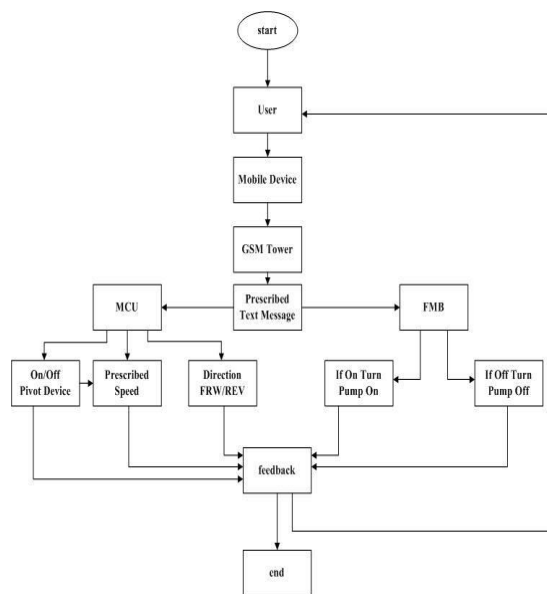 start
User
Mobile Device
GSM Tower
Prescribed
Text Message
MCU
FMB
On/Off
Pivot Device
Prescribed
Speed
Direction
FRW/REV
If On Turn
Pump On
If Off Turn
Pump Off
feedback
end